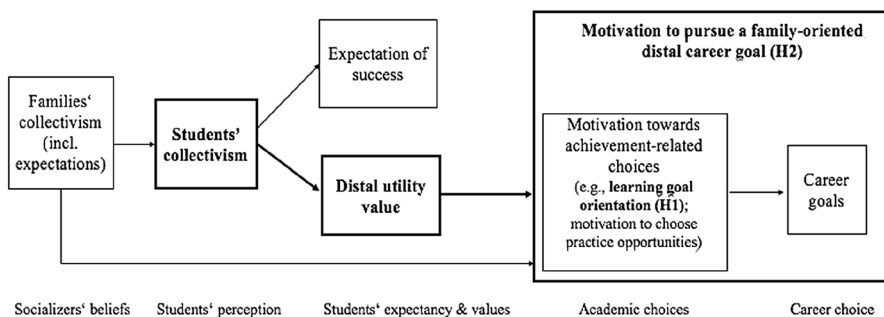 Motivation to pursue a family-oriented
distal career goal (H2)
Expectation of
success
Families‘
collectivism
(incl.
expectations)
Students‘
collectivism
Distal utility
value
Motivation towards
achievement-related
choices
(e.g., learning goal
orientation (H1);
motivation to choose
practice opportunities)
Career
goals
Socializers‘ beliefs
Students‘ perception
Students‘ expectancy & values
Academic choices
Career choice